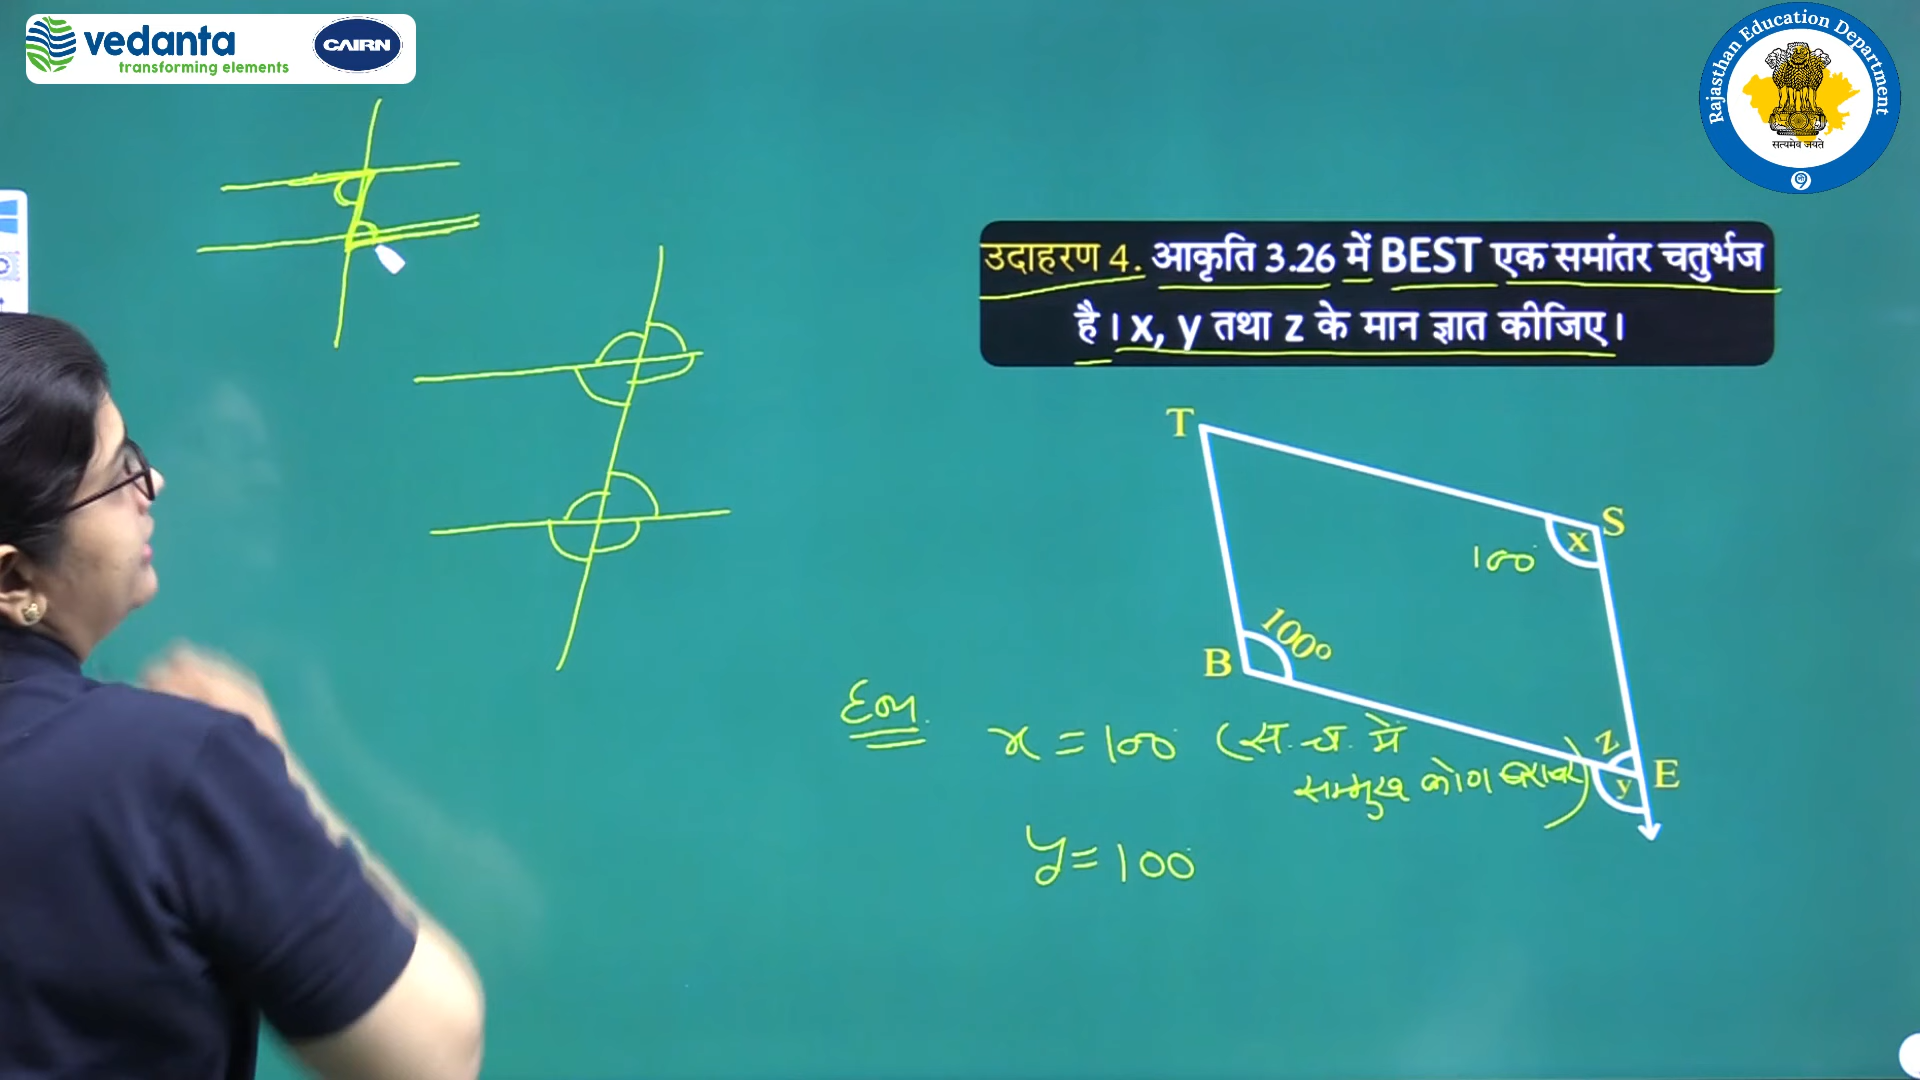 vedanta
transforming elements
CAIRN
Rajasthan Education Department
सत्यमेव जयते
उदाहरण 4. आकृति 3.26 में BEST एक समांतर चतुर्भज
है। x, y तथा z के मान ज्ञात कीजिए।
T
S
x
100
100°
B
z
E
y
x = 100 (स. च. में
सम्मुख कोण बराबर)
y = 100